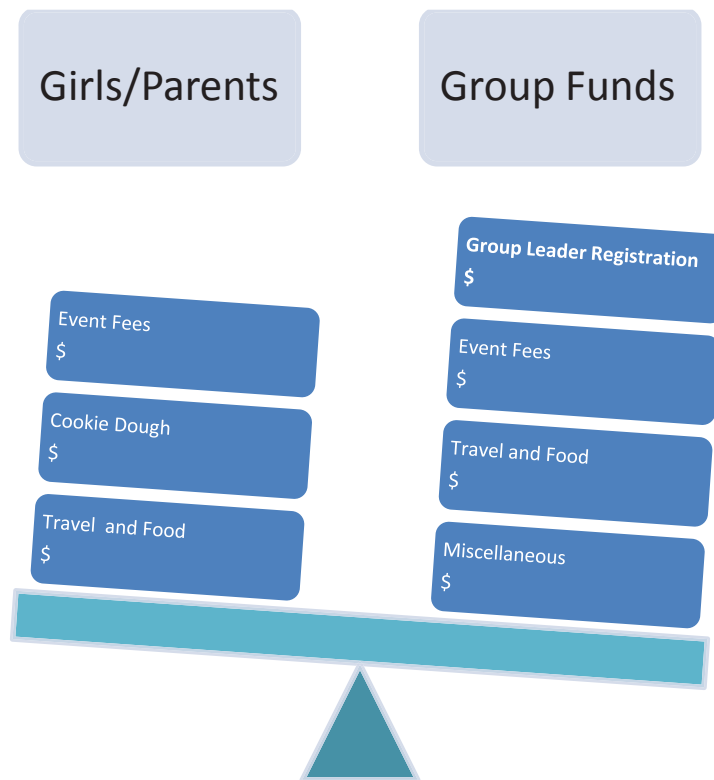 Girls/Parents
Group Funds
Event Fees
$
Cookie Dough
$
Travel and Food
$
Group Leader Registration
$
Event Fees
$
Travel and Food
$
Miscellaneous
$